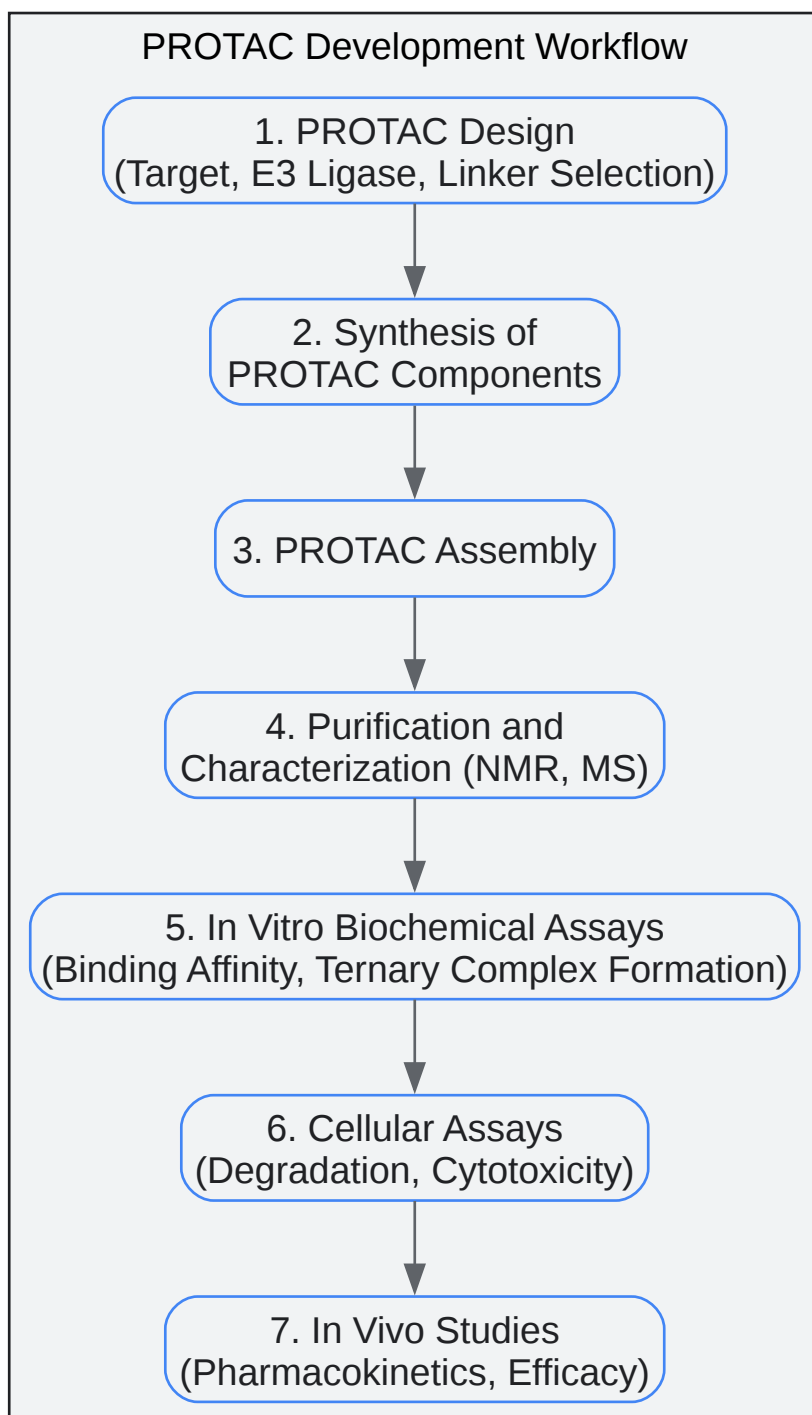 PROTAC Development Workflow
1. PROTAC Design
(Target, E3 Ligase, Linker Selection)
2. Synthesis of
PROTAC Components
3. PROTAC Assembly
4. Purification and
Characterization (NMR, MS)
5. In Vitro Biochemical Assays
(Binding Affinity, Ternary Complex Formation)
6. Cellular Assays
(Degradation, Cytotoxicity)
7. In Vivo Studies
(Pharmacokinetics, Efficacy)